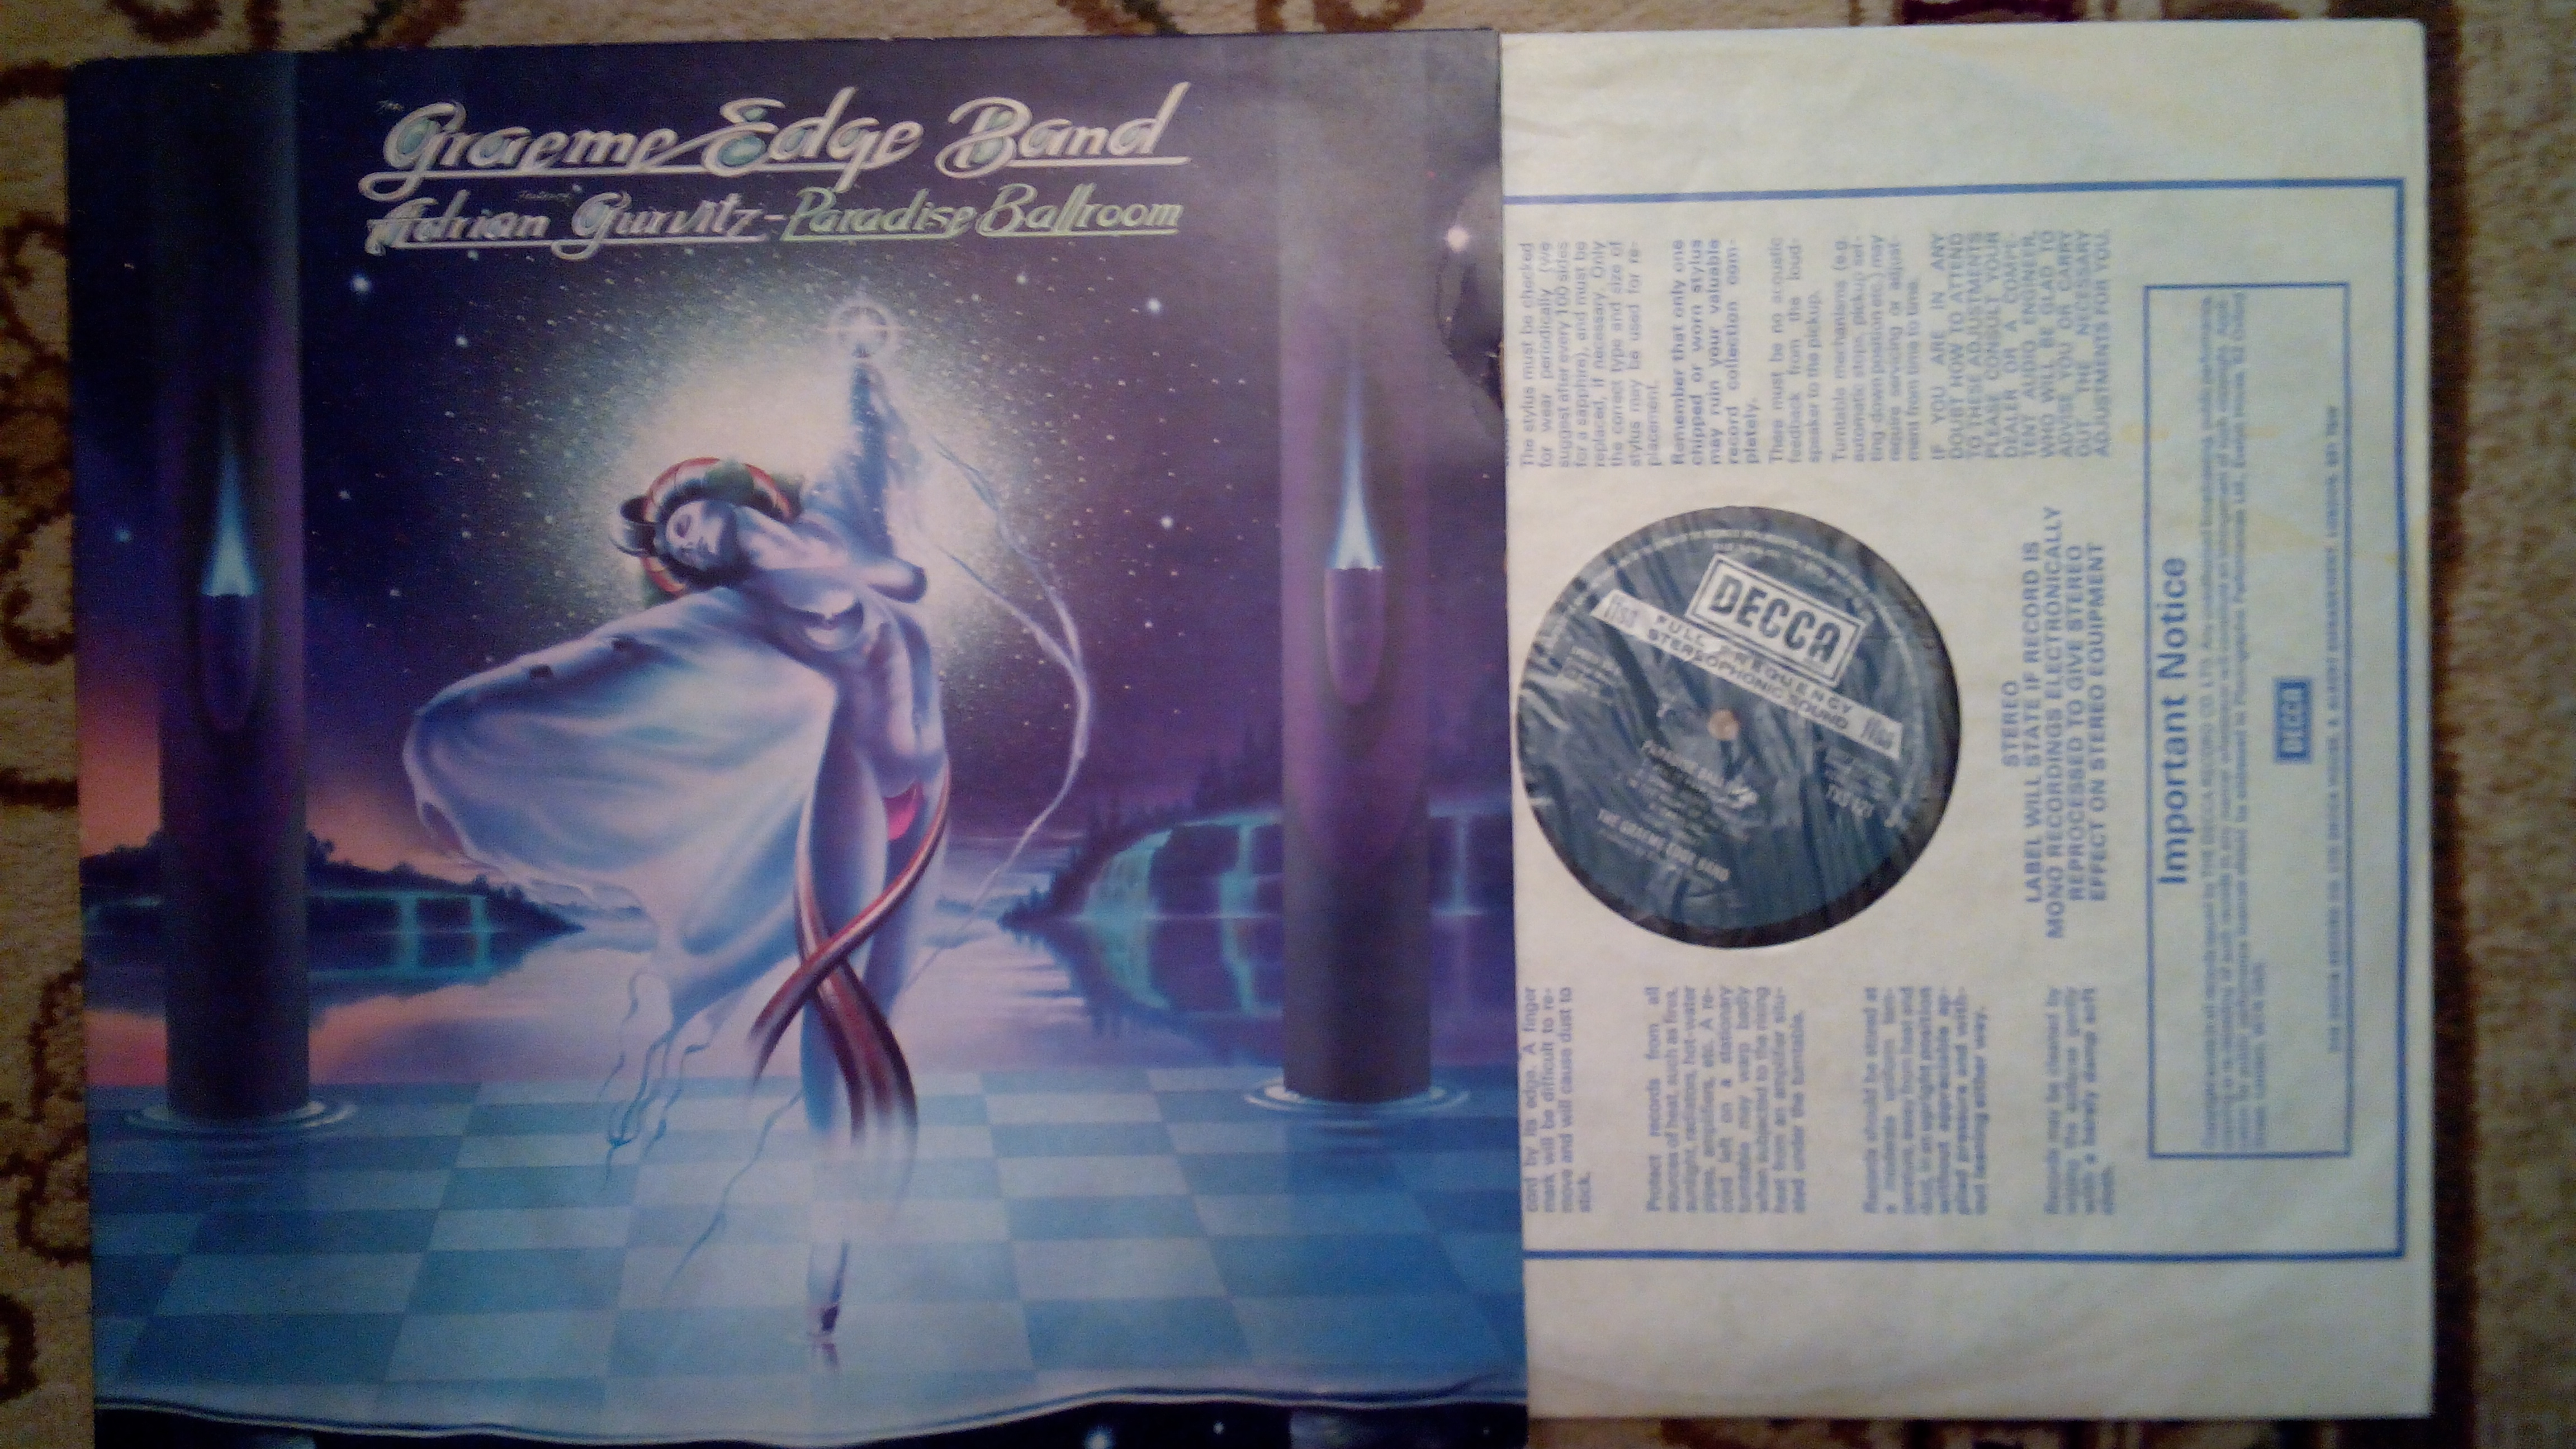 The
Graeme Edge Band
Featuring
Adrian Gurvitz - Paradise Ballroom
The stylus must be checked
for wear periodically (we
suggest after every 100 sides
for a sapphire), and must be
replaced, if necessary. Only
the correct type and size of
stylus may be used for re-
placement.
Remember that only one
chipped or worn stylus
may ruin your valuable
record collection com-
pletely.
There must be no acoustic
feedback from the loud-
speaker to the pickup.
Turntable mechanisms (e.g.
automatic stops, pickup set-
ting-down position etc.) may
require servicing or adjust-
ment from time to time.
IF YOU ARE IN ANY
DOUBT HOW TO ATTEND
TO THESE ADJUSTMENTS
PLEASE CONSULT YOUR
DEALER OR A COMPE-
TENT AUDIO ENGINEER,
WHO WILL BE GLAD TO
ADVISE YOU OR CARRY
OUT THE NECESSARY
ADJUSTMENTS FOR YOU.
DECCA
ffss
FULL FREQUENCY
STEREOPHONIC SOUND
ffss
PARADISE BALLROOM
THE GRAEME EDGE BAND
STEREO
LABEL WILL STATE IF RECORD IS
MONO RECORDINGS ELECTRONICALLY
REPROCESSED TO GIVE STEREO
EFFECT ON STEREO EQUIPMENT
cord by its edge. A finger
mark will be difficult to re-
move and will cause dust to
stick.
Protect records from all
sources of heat, such as fires,
sunlight, radiators, hot-water
pipes, amplifiers, etc. A re-
cord left on a stationary
turntable may warp badly
when subjected to the rising
heat from an amplifier situ-
ated under the turntable.
Records should be stored at
a moderate uniform tem-
perature, away from heat and
dust, in an upright position
without appreciable ap-
plied pressure and with-
out leaning either way.
Records may be cleaned by
wiping the surface gently
with a barely damp soft
cloth.
Important Notice
DECCA